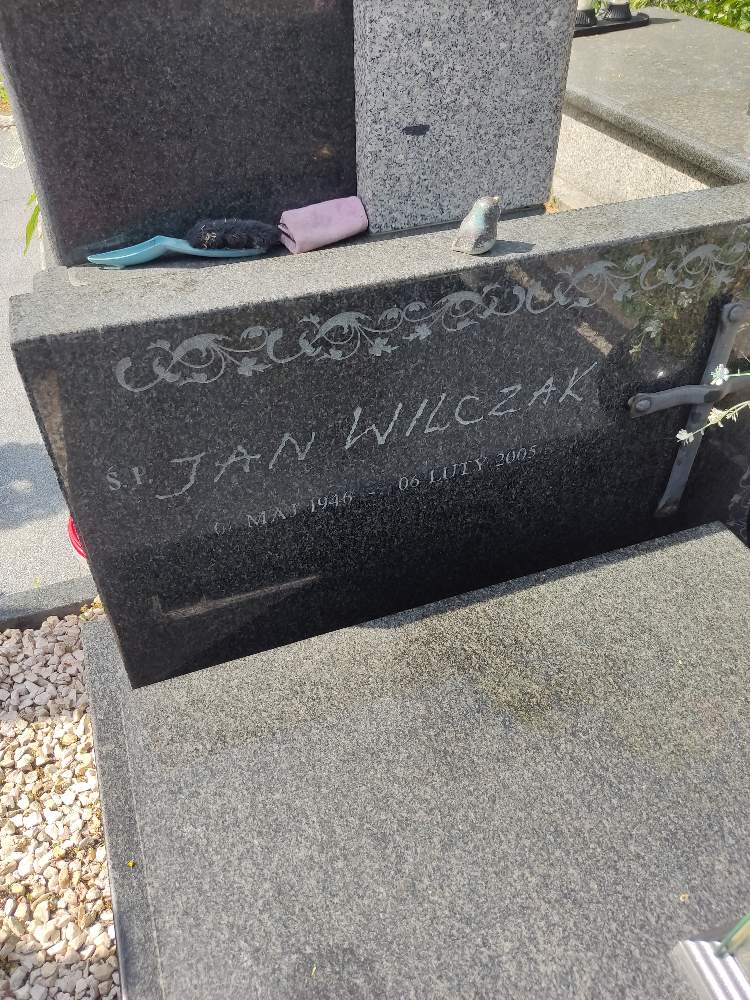 Ś.P. JAN WILCZAK
MAJ 1946 - 06 LUTY 2005